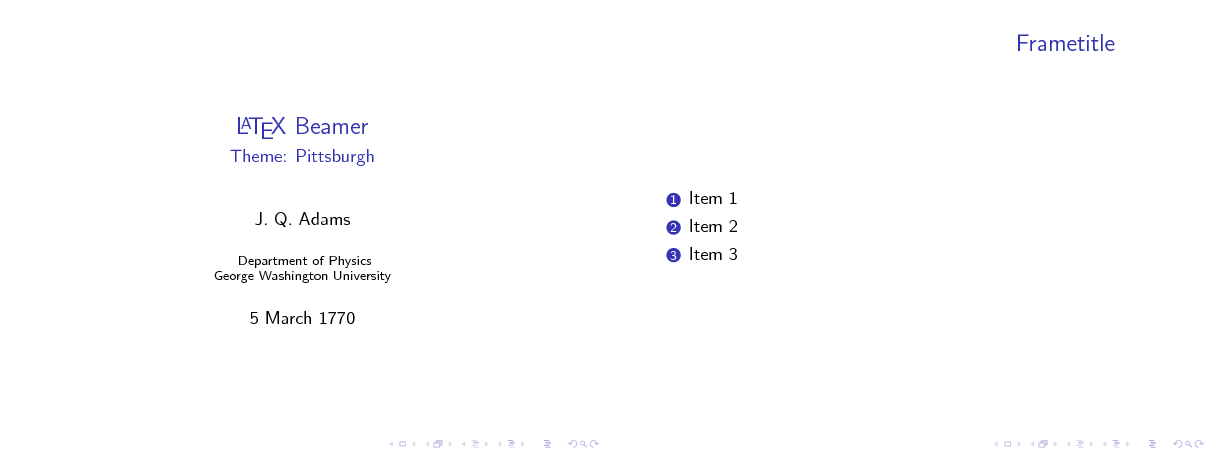 LATEX Beamer
Theme: Pittsburgh
J. Q. Adams
Department of Physics
George Washington University
5 March 1770
Frametitle
1 Item 1
2 Item 2
3 Item 3